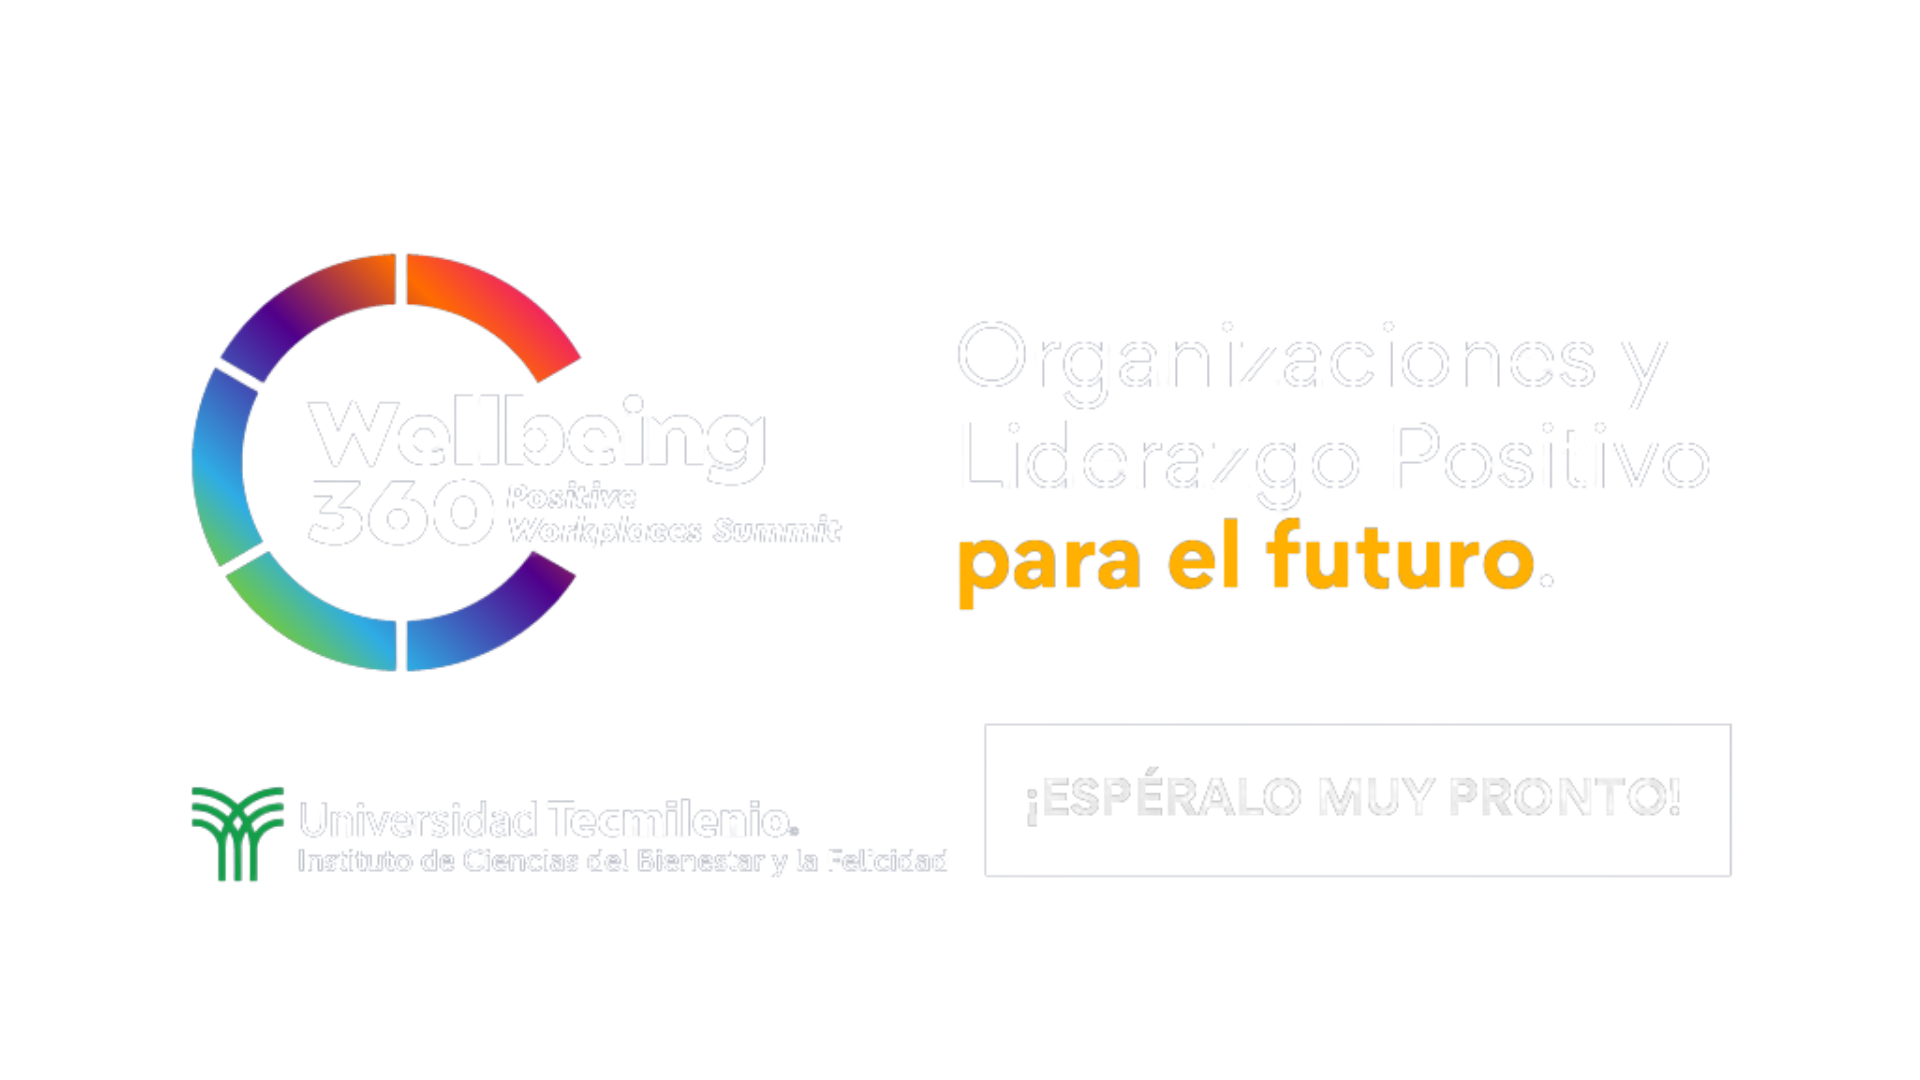 Wellbeing
360 Positive
Workplaces Summit
Organizaciones y
Liderazgo Positivo
para el futuro.
¡ESPÉRALO MUY PRONTO!
Universidad Tecmilenio.
Instituto de Ciencias del Bienestar y la Felicidad